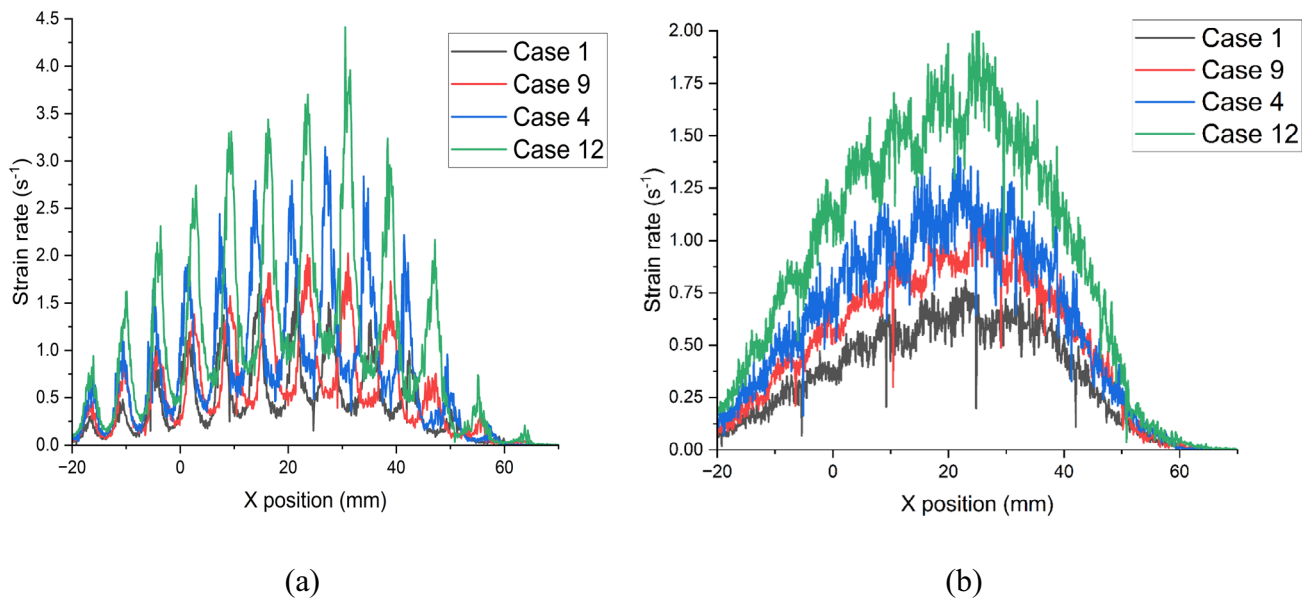 4.5
4.0
3.5
3.0
2.5
2.0
1.5
1.0
0.5
0.0
Strain rate (s⁻¹)
−20 0 20 40 60
X position (mm)
Case 1
Case 9
Case 4
Case 12
(a)
2.00
1.75
1.50
1.25
1.00
0.75
0.50
0.25
0.00
Strain rate (s⁻¹)
−20 0 20 40 60
X position (mm)
Case 1
Case 9
Case 4
Case 12
(b)